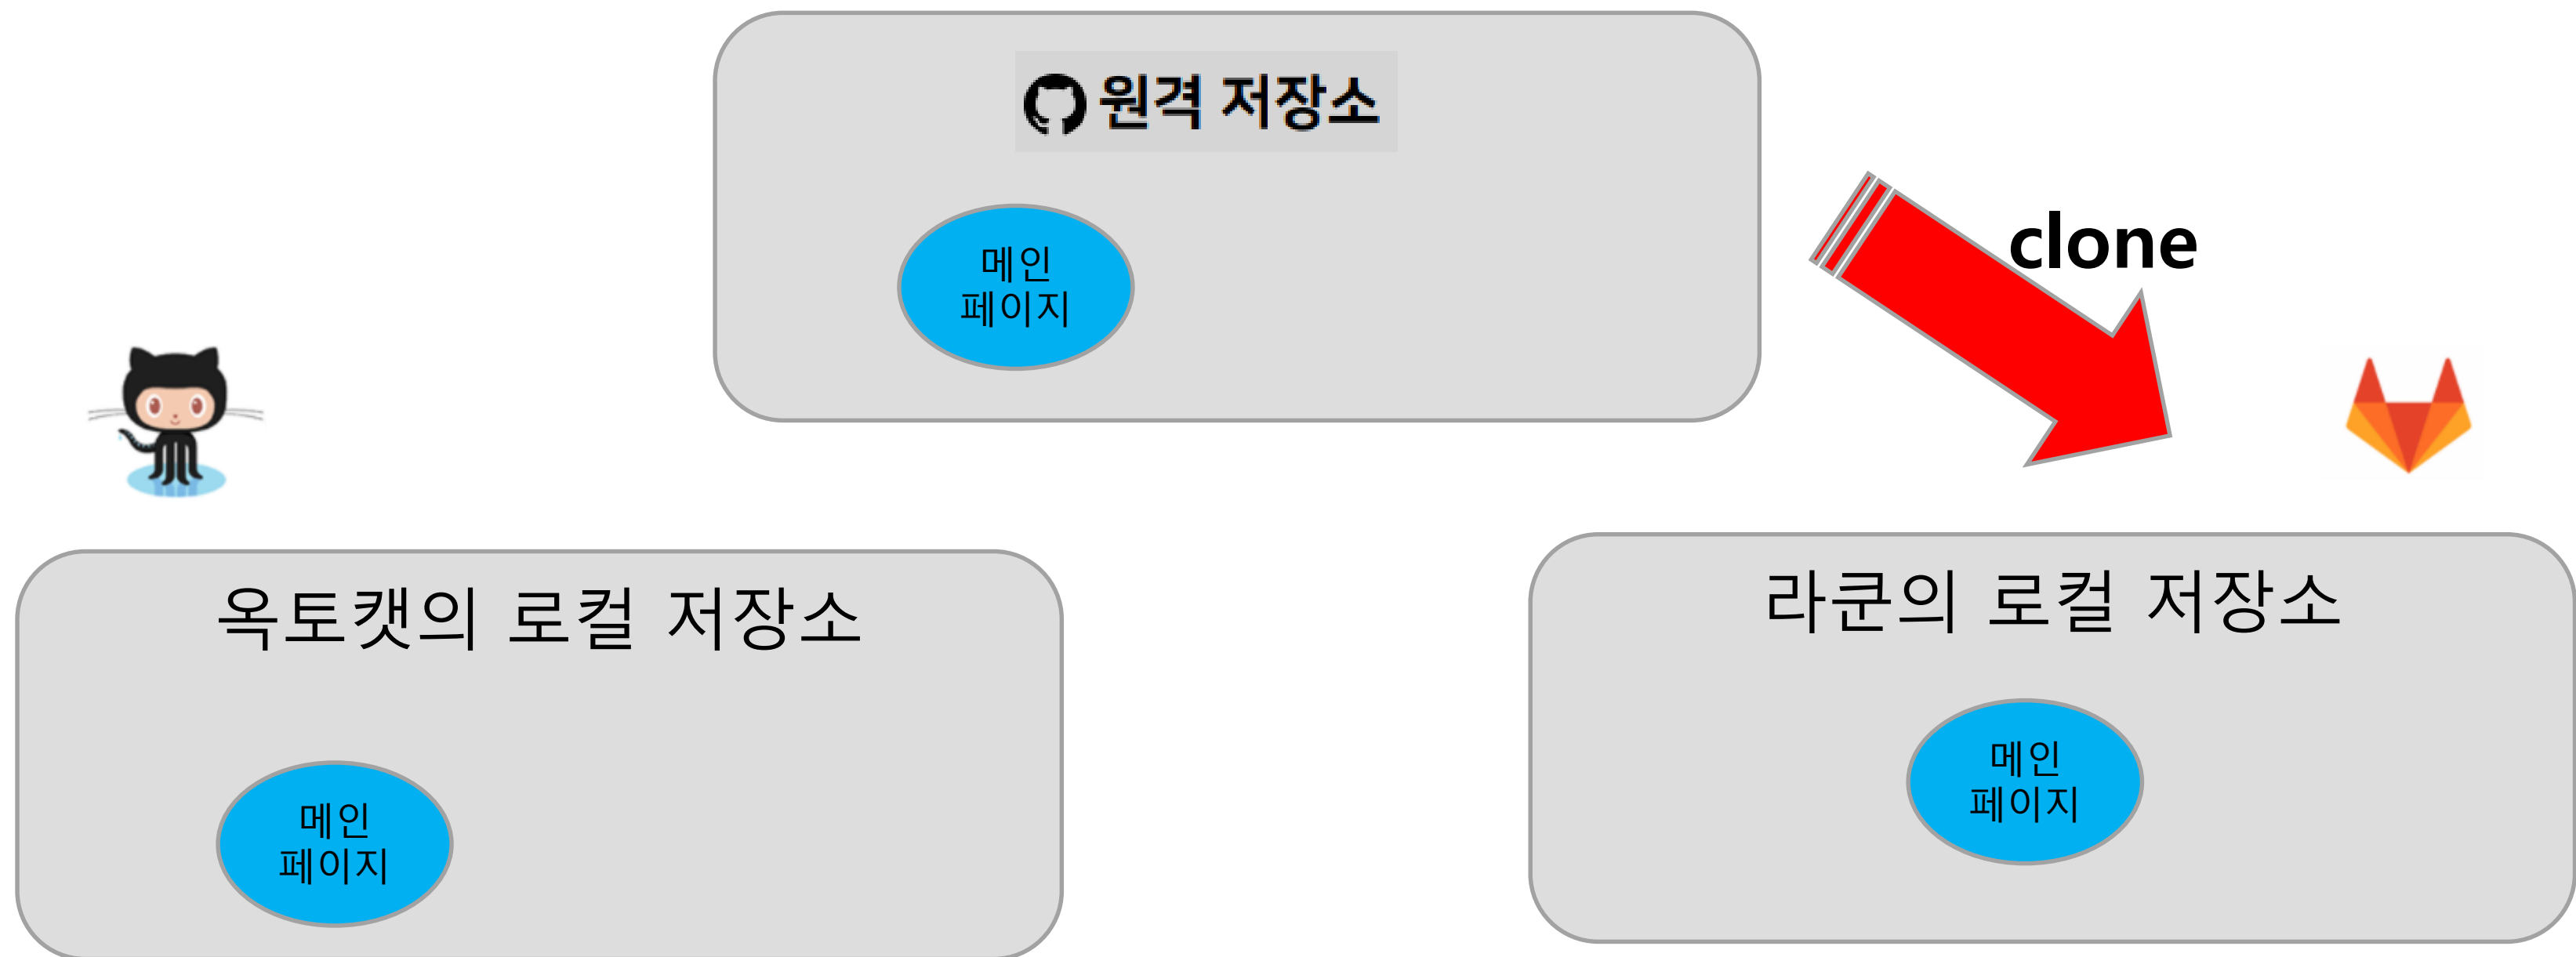 원격 저장소
메인
페이지
clone
옥토캣의 로컬 저장소
메인
페이지
라쿤의 로컬 저장소
메인
페이지